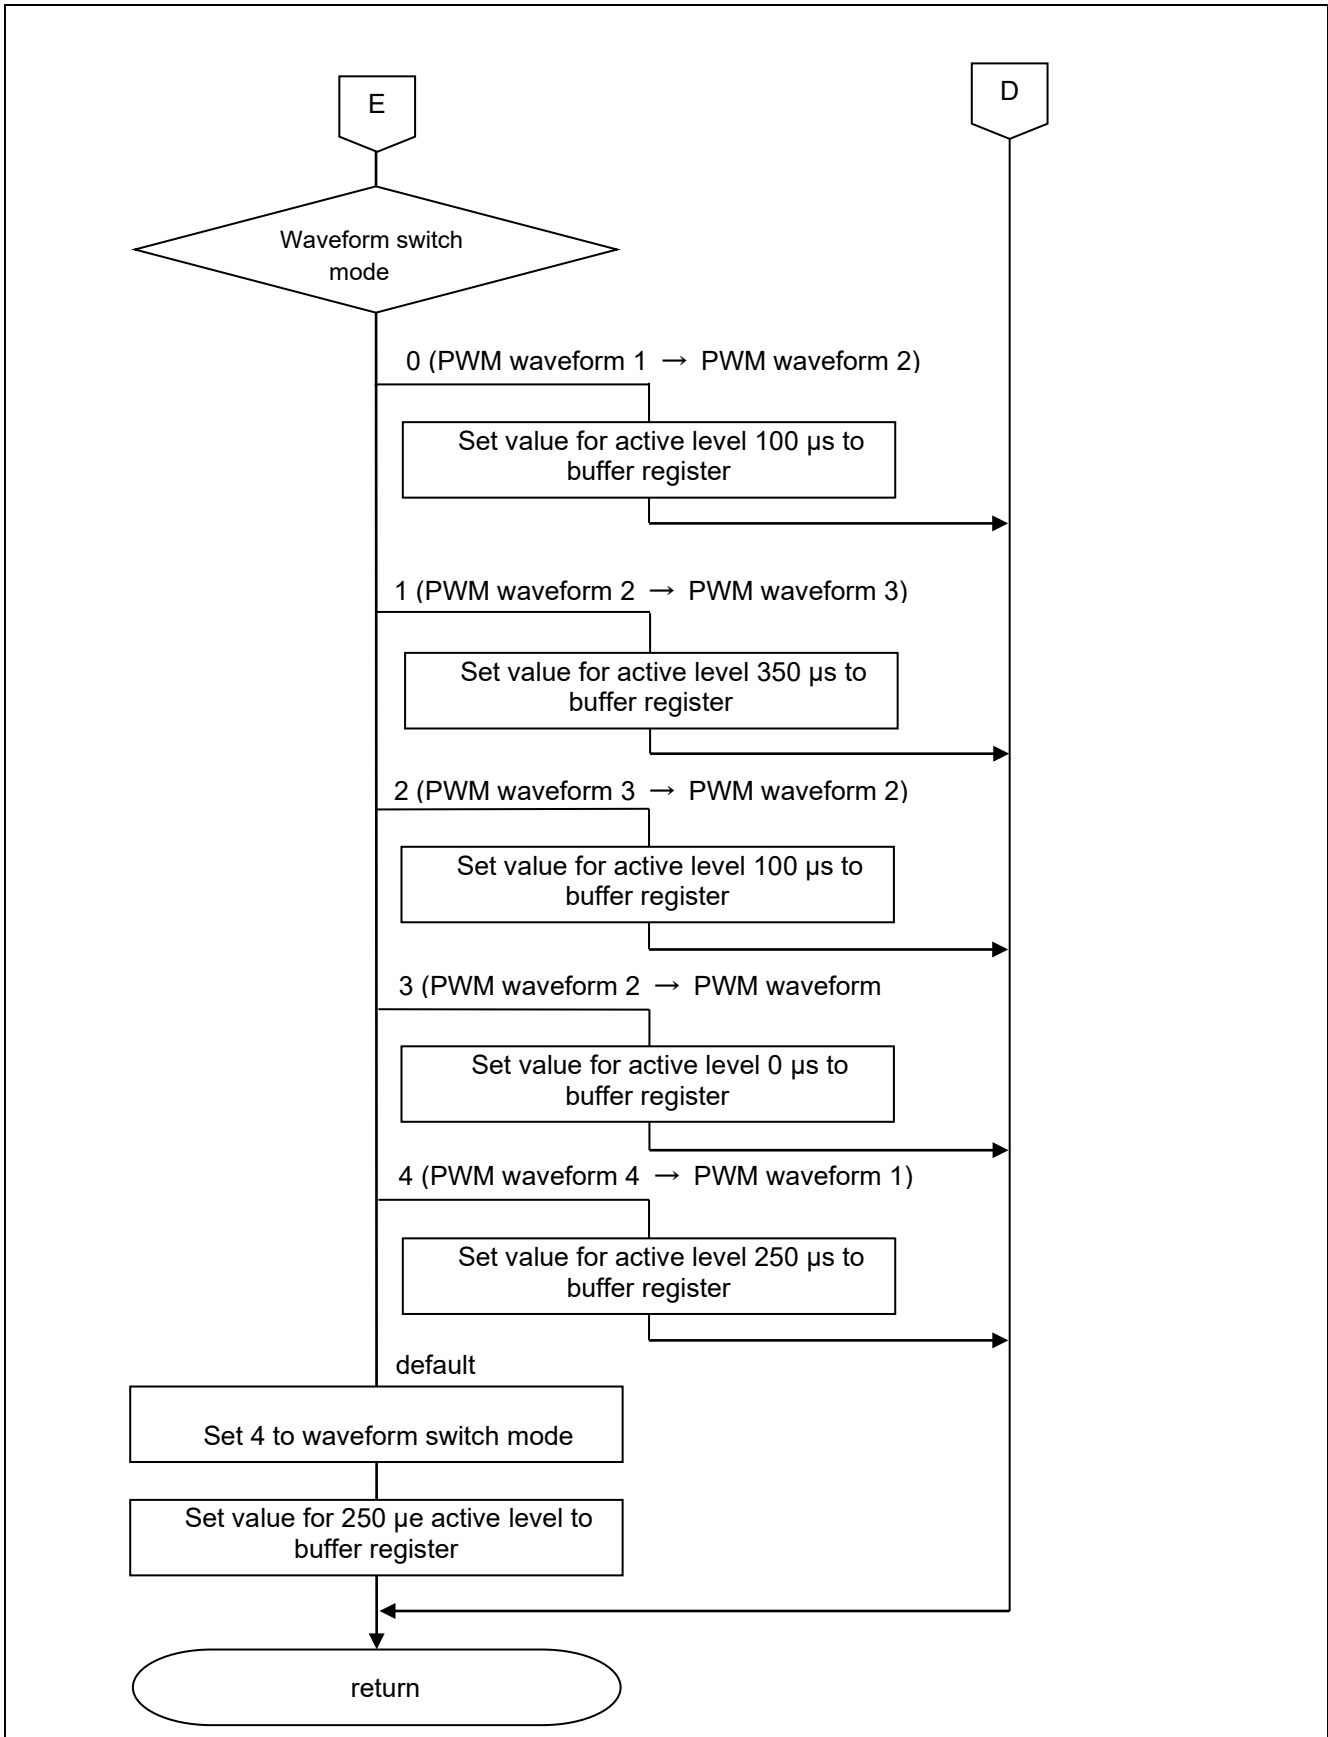 E
D
Waveform switch
mode
0 (PWM waveform 1 → PWM waveform 2)
Set value for active level 100 µs to
buffer register
1 (PWM waveform 2 → PWM waveform 3)
Set value for active level 350 µs to
buffer register
2 (PWM waveform 3 → PWM waveform 2)
Set value for active level 100 µs to
buffer register
3 (PWM waveform 2 → PWM waveform
Set value for active level 0 µs to
buffer register
4 (PWM waveform 4 → PWM waveform 1)
Set value for active level 250 µs to
buffer register
default
Set 4 to waveform switch mode
Set value for 250 µe active level to
buffer register
return